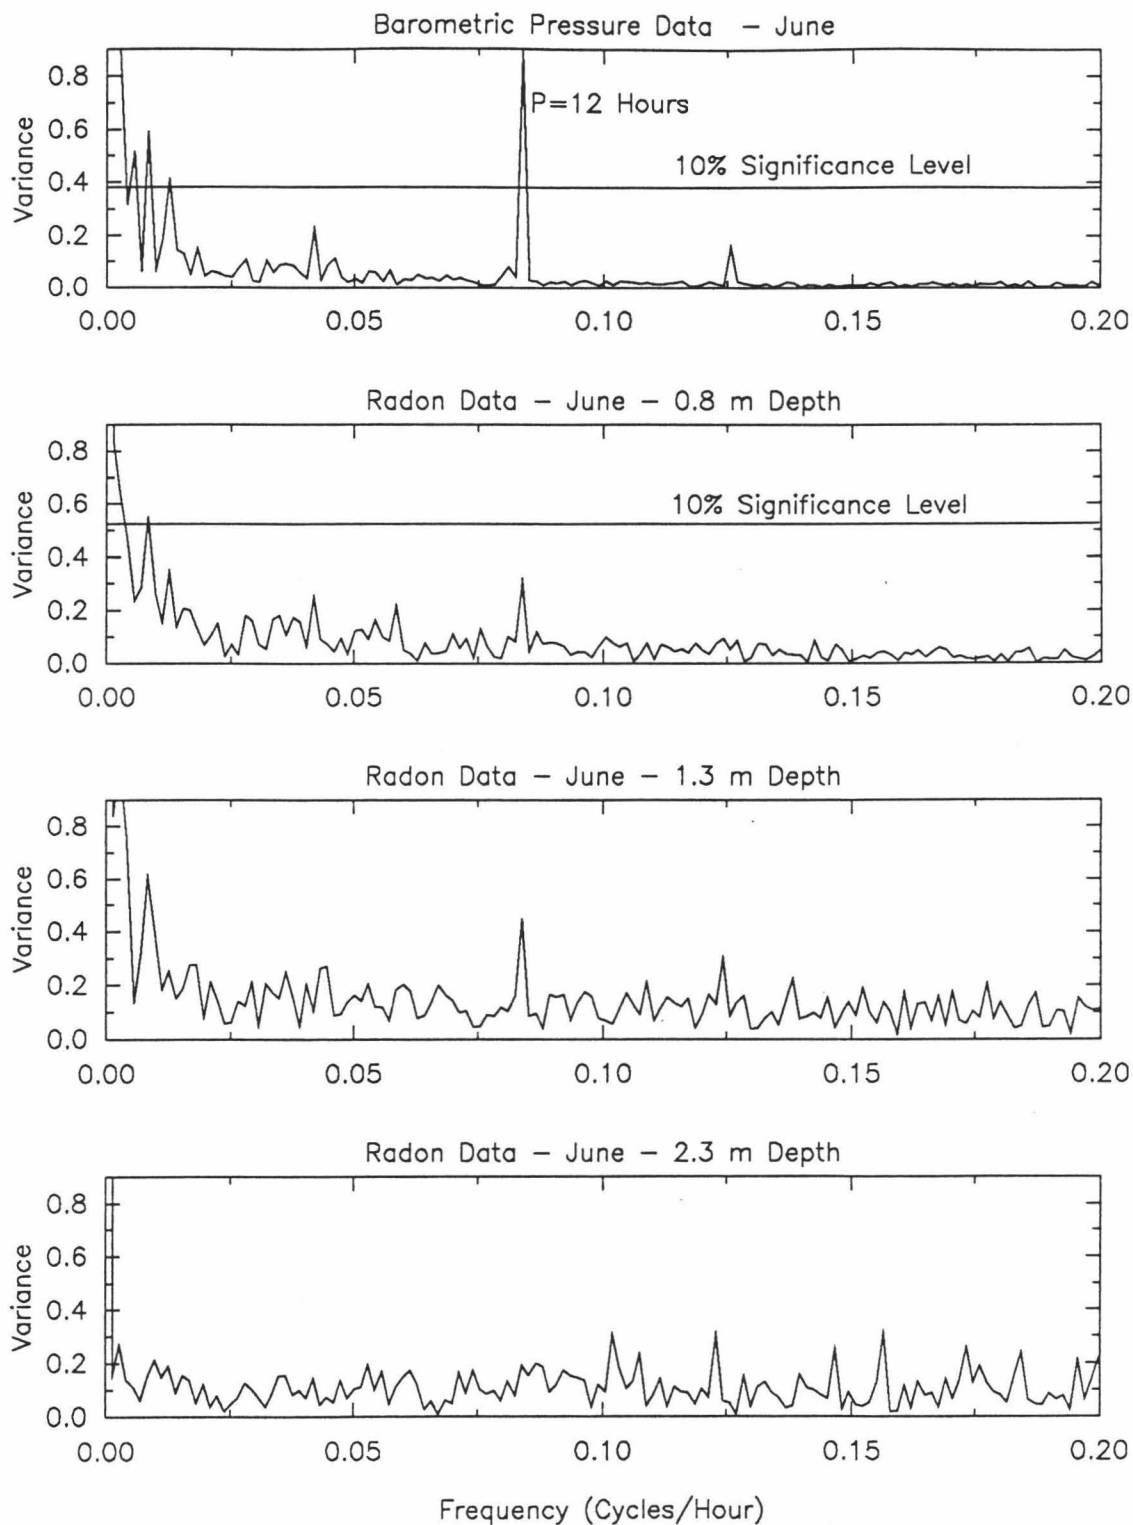 Barometric Pressure Data – June
Variance
0.8
0.6
0.4
0.2
0.0
P=12 Hours
10% Significance Level
0.00 0.05 0.10 0.15 0.20
Radon Data – June – 0.8 m Depth
Variance
0.8
0.6
0.4
0.2
0.0
10% Significance Level
0.00 0.05 0.10 0.15 0.20
Radon Data – June – 1.3 m Depth
Variance
0.8
0.6
0.4
0.2
0.0
0.00 0.05 0.10 0.15 0.20
Radon Data – June – 2.3 m Depth
Variance
0.8
0.6
0.4
0.2
0.0
0.00 0.05 0.10 0.15 0.20
Frequency (Cycles/Hour)